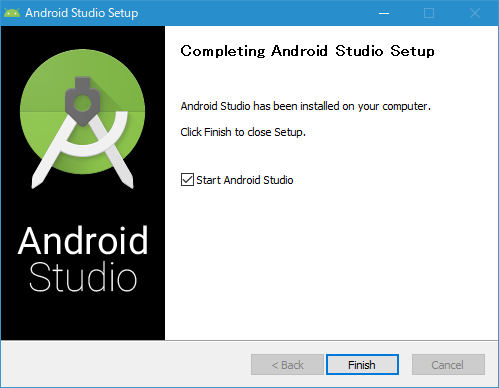 Android Studio Setup
Completing Android Studio Setup
Android Studio has been installed on your computer.
Click Finish to close Setup.
Start Android Studio
Android
Studio
< Back
Finish
Cancel